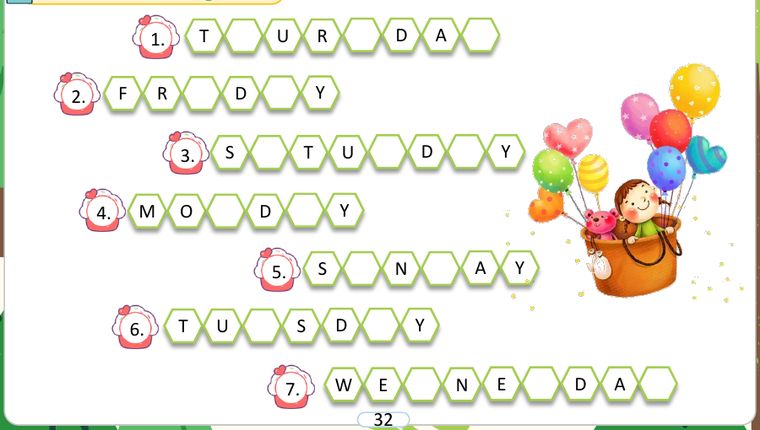 1. T U R D A
2. F R D Y
3. S T U D Y
4. M O D Y
5. S N A Y
6. T U S D Y
7. W E N E D A
32